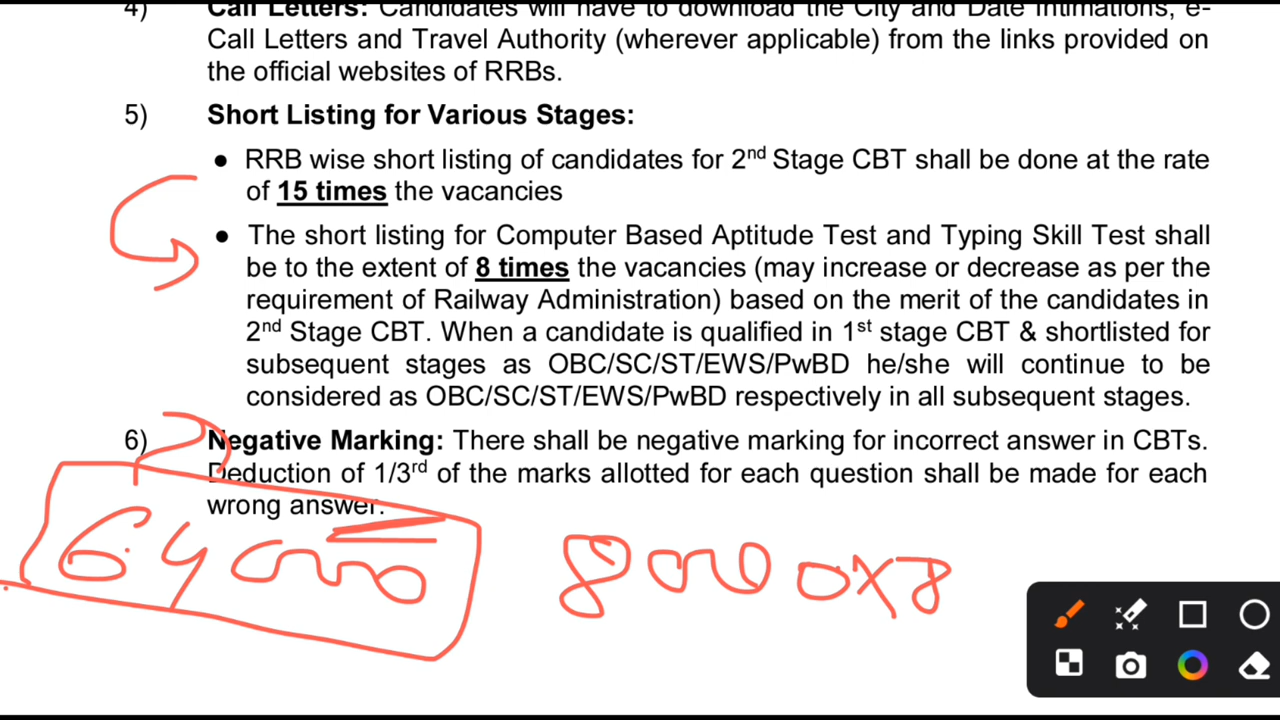 4) Call Letters: Candidates will have to download the City and Date Intimations, e-
Call Letters and Travel Authority (wherever applicable) from the links provided on
the official websites of RRBs.
5) Short Listing for Various Stages:
● RRB wise short listing of candidates for 2nd Stage CBT shall be done at the rate
of 15 times the vacancies
● The short listing for Computer Based Aptitude Test and Typing Skill Test shall
be to the extent of 8 times the vacancies (may increase or decrease as per the
requirement of Railway Administration) based on the merit of the candidates in
2nd Stage CBT. When a candidate is qualified in 1st stage CBT & shortlisted for
subsequent stages as OBC/SC/ST/EWS/PwBD he/she will continue to be
considered as OBC/SC/ST/EWS/PwBD respectively in all subsequent stages.
6) Negative Marking: There shall be negative marking for incorrect answer in CBTs.
Deduction of 1/3rd of the marks allotted for each question shall be made for each
wrong answer.
64000 8000 0x8